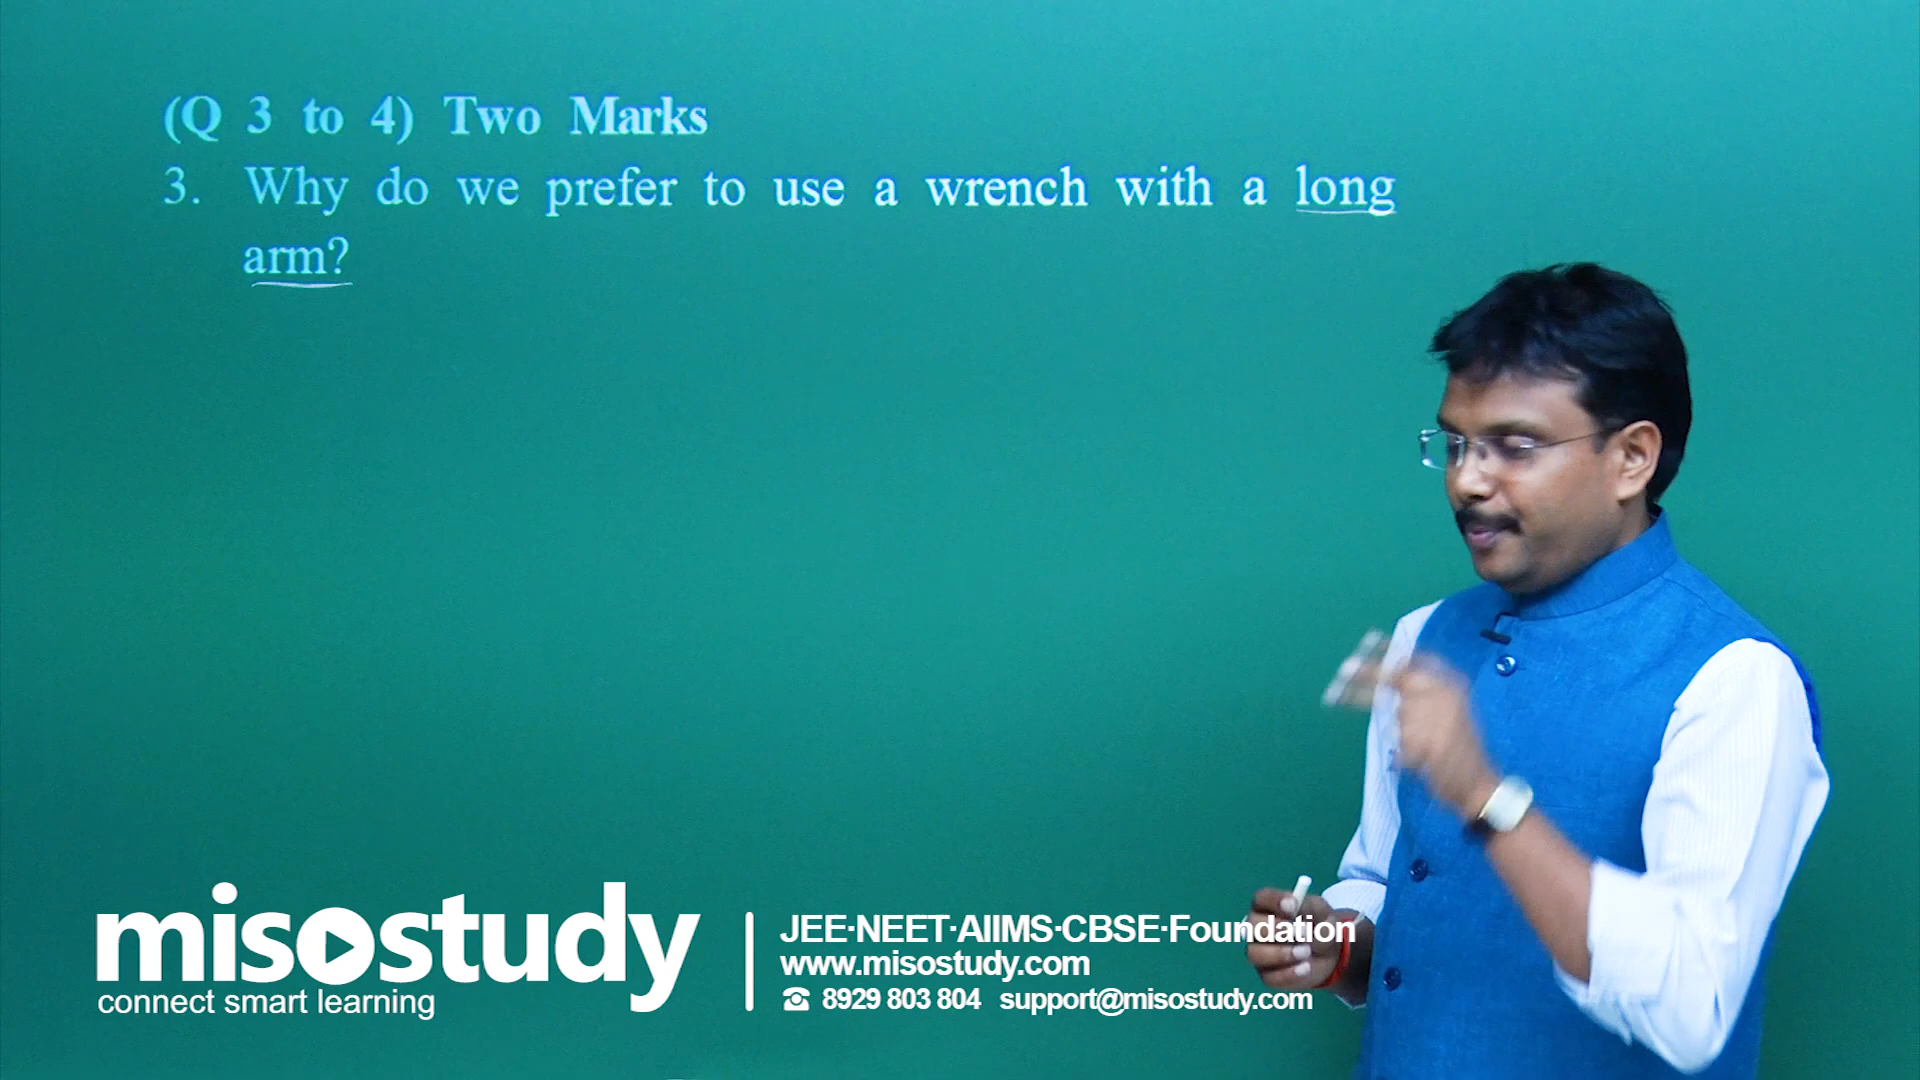 (Q 3 to 4) Two Marks
3. Why do we prefer to use a wrench with a long
arm?
misostudy
connect smart learning
JEE·NEET·AIIMS·CBSE·Foundation
www.misostudy.com
☎ 8929 803 804 support@misostudy.com